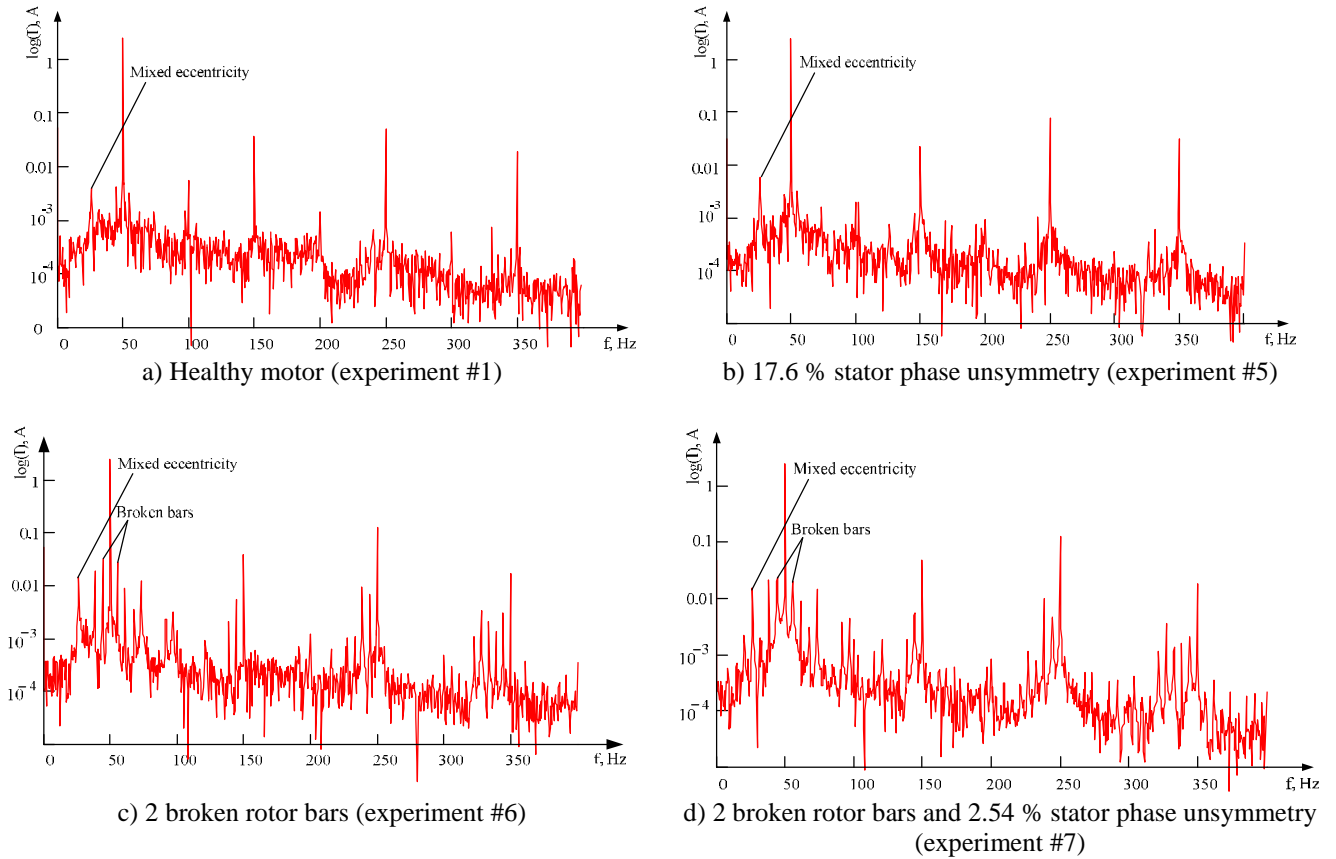 log(I), A
1
0.1
0.01
10⁻³
10⁻⁴
0
Mixed eccentricity
0 50 100 150 200 250 300 350
f, Hz
a) Healthy motor (experiment #1)
log(I), A
1
0.1
0.01
10⁻³
10⁻⁴
Mixed eccentricity
0 50 100 150 200 250 300 350
f, Hz
b) 17.6 % stator phase unsymmetry (experiment #5)
log(I), A
1
0.1
0.01
10⁻³
10⁻⁴
Mixed eccentricity
Broken bars
0 50 100 150 200 250 300 350
f, Hz
c) 2 broken rotor bars (experiment #6)
log(I), A
1
0.1
0.01
10⁻³
10⁻⁴
Mixed eccentricity
Broken bars
0 50 100 150 200 250 300 350
f, Hz
d) 2 broken rotor bars and 2.54 % stator phase unsymmetry
(experiment #7)